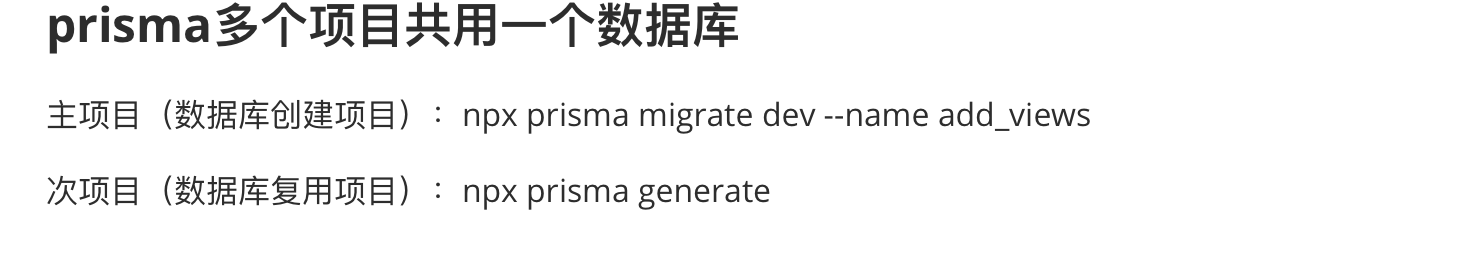 prisma多个项目共用一个数据库
主项目（数据库创建项目）：npx prisma migrate dev --name add_views
次项目（数据库复用项目）：npx prisma generate